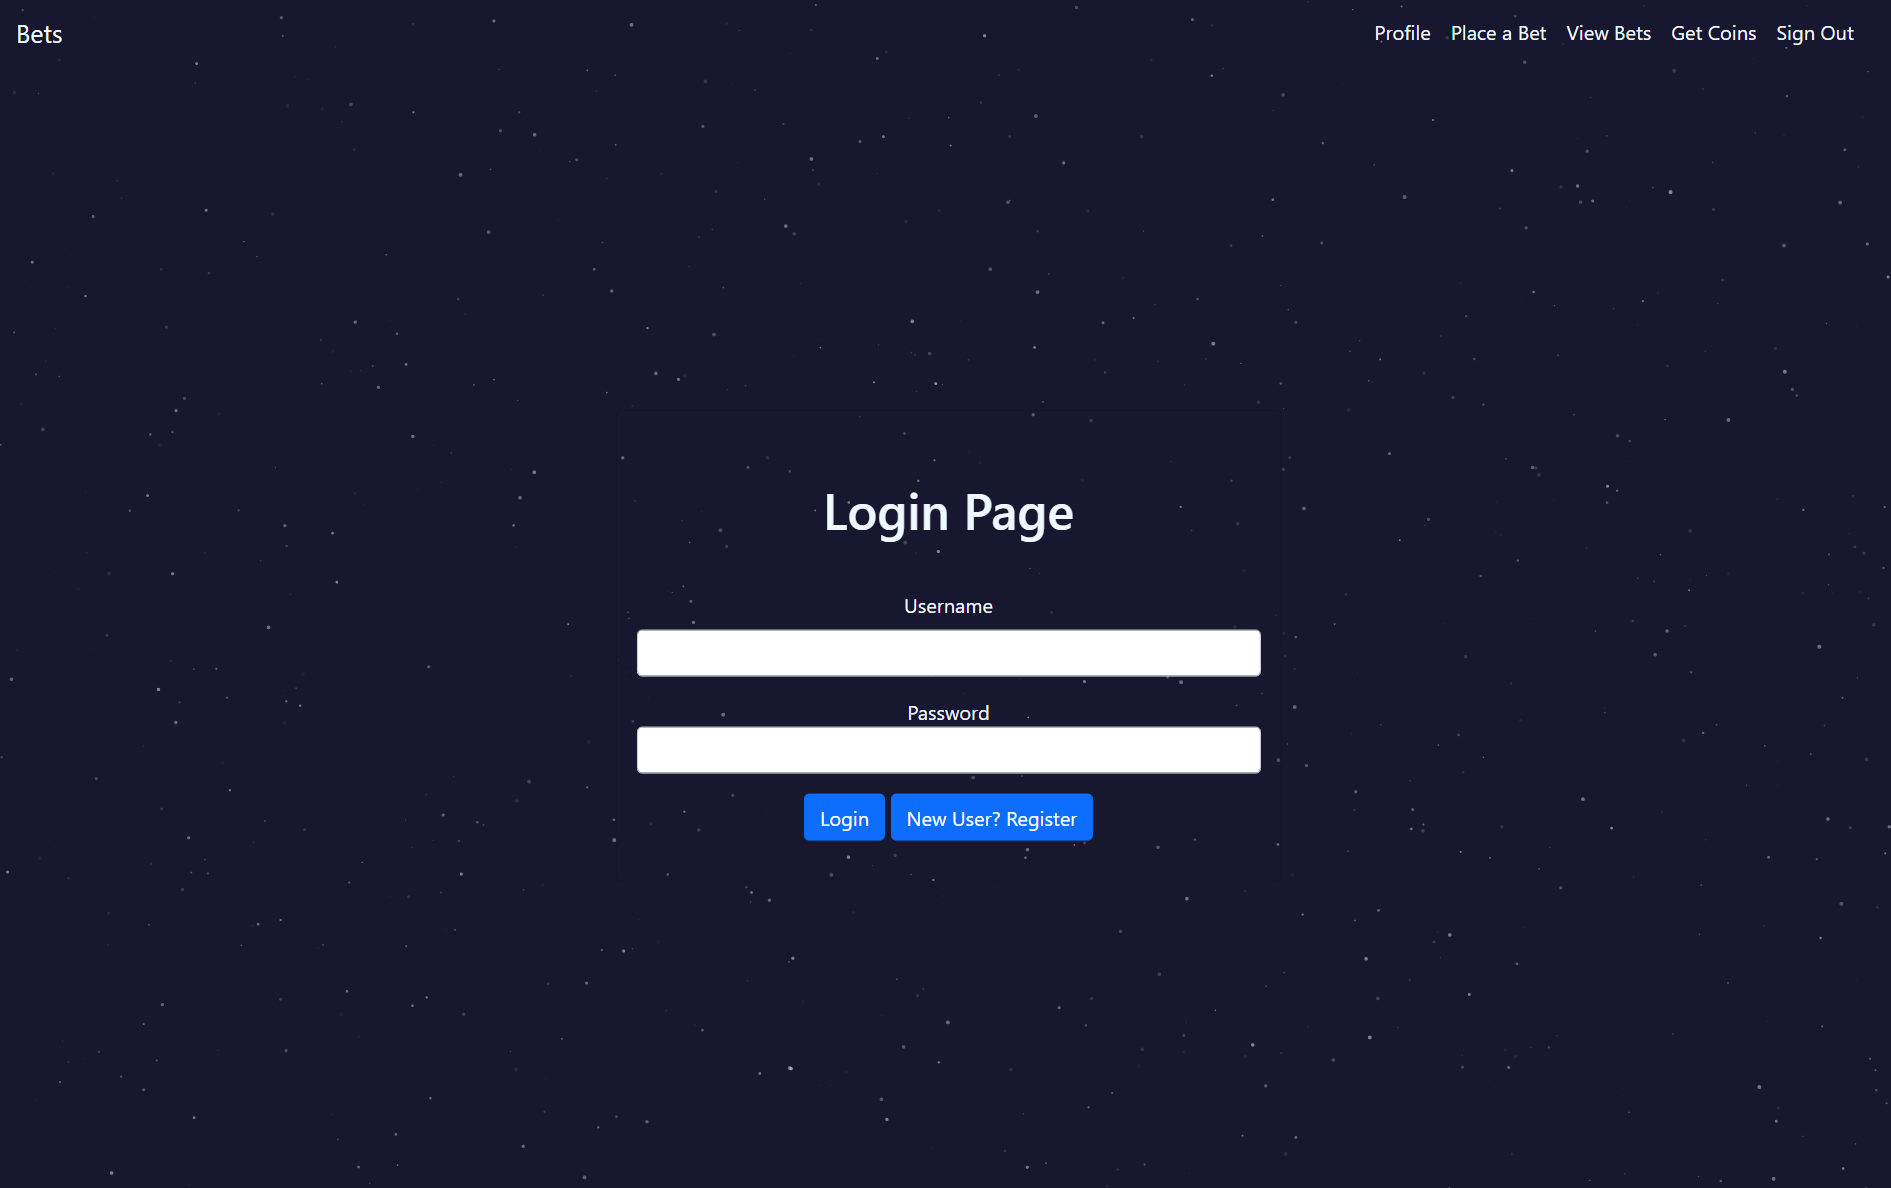 Bets
Profile Place a Bet View Bets Get Coins Sign Out
Login Page
Username
Password
Login New User? Register